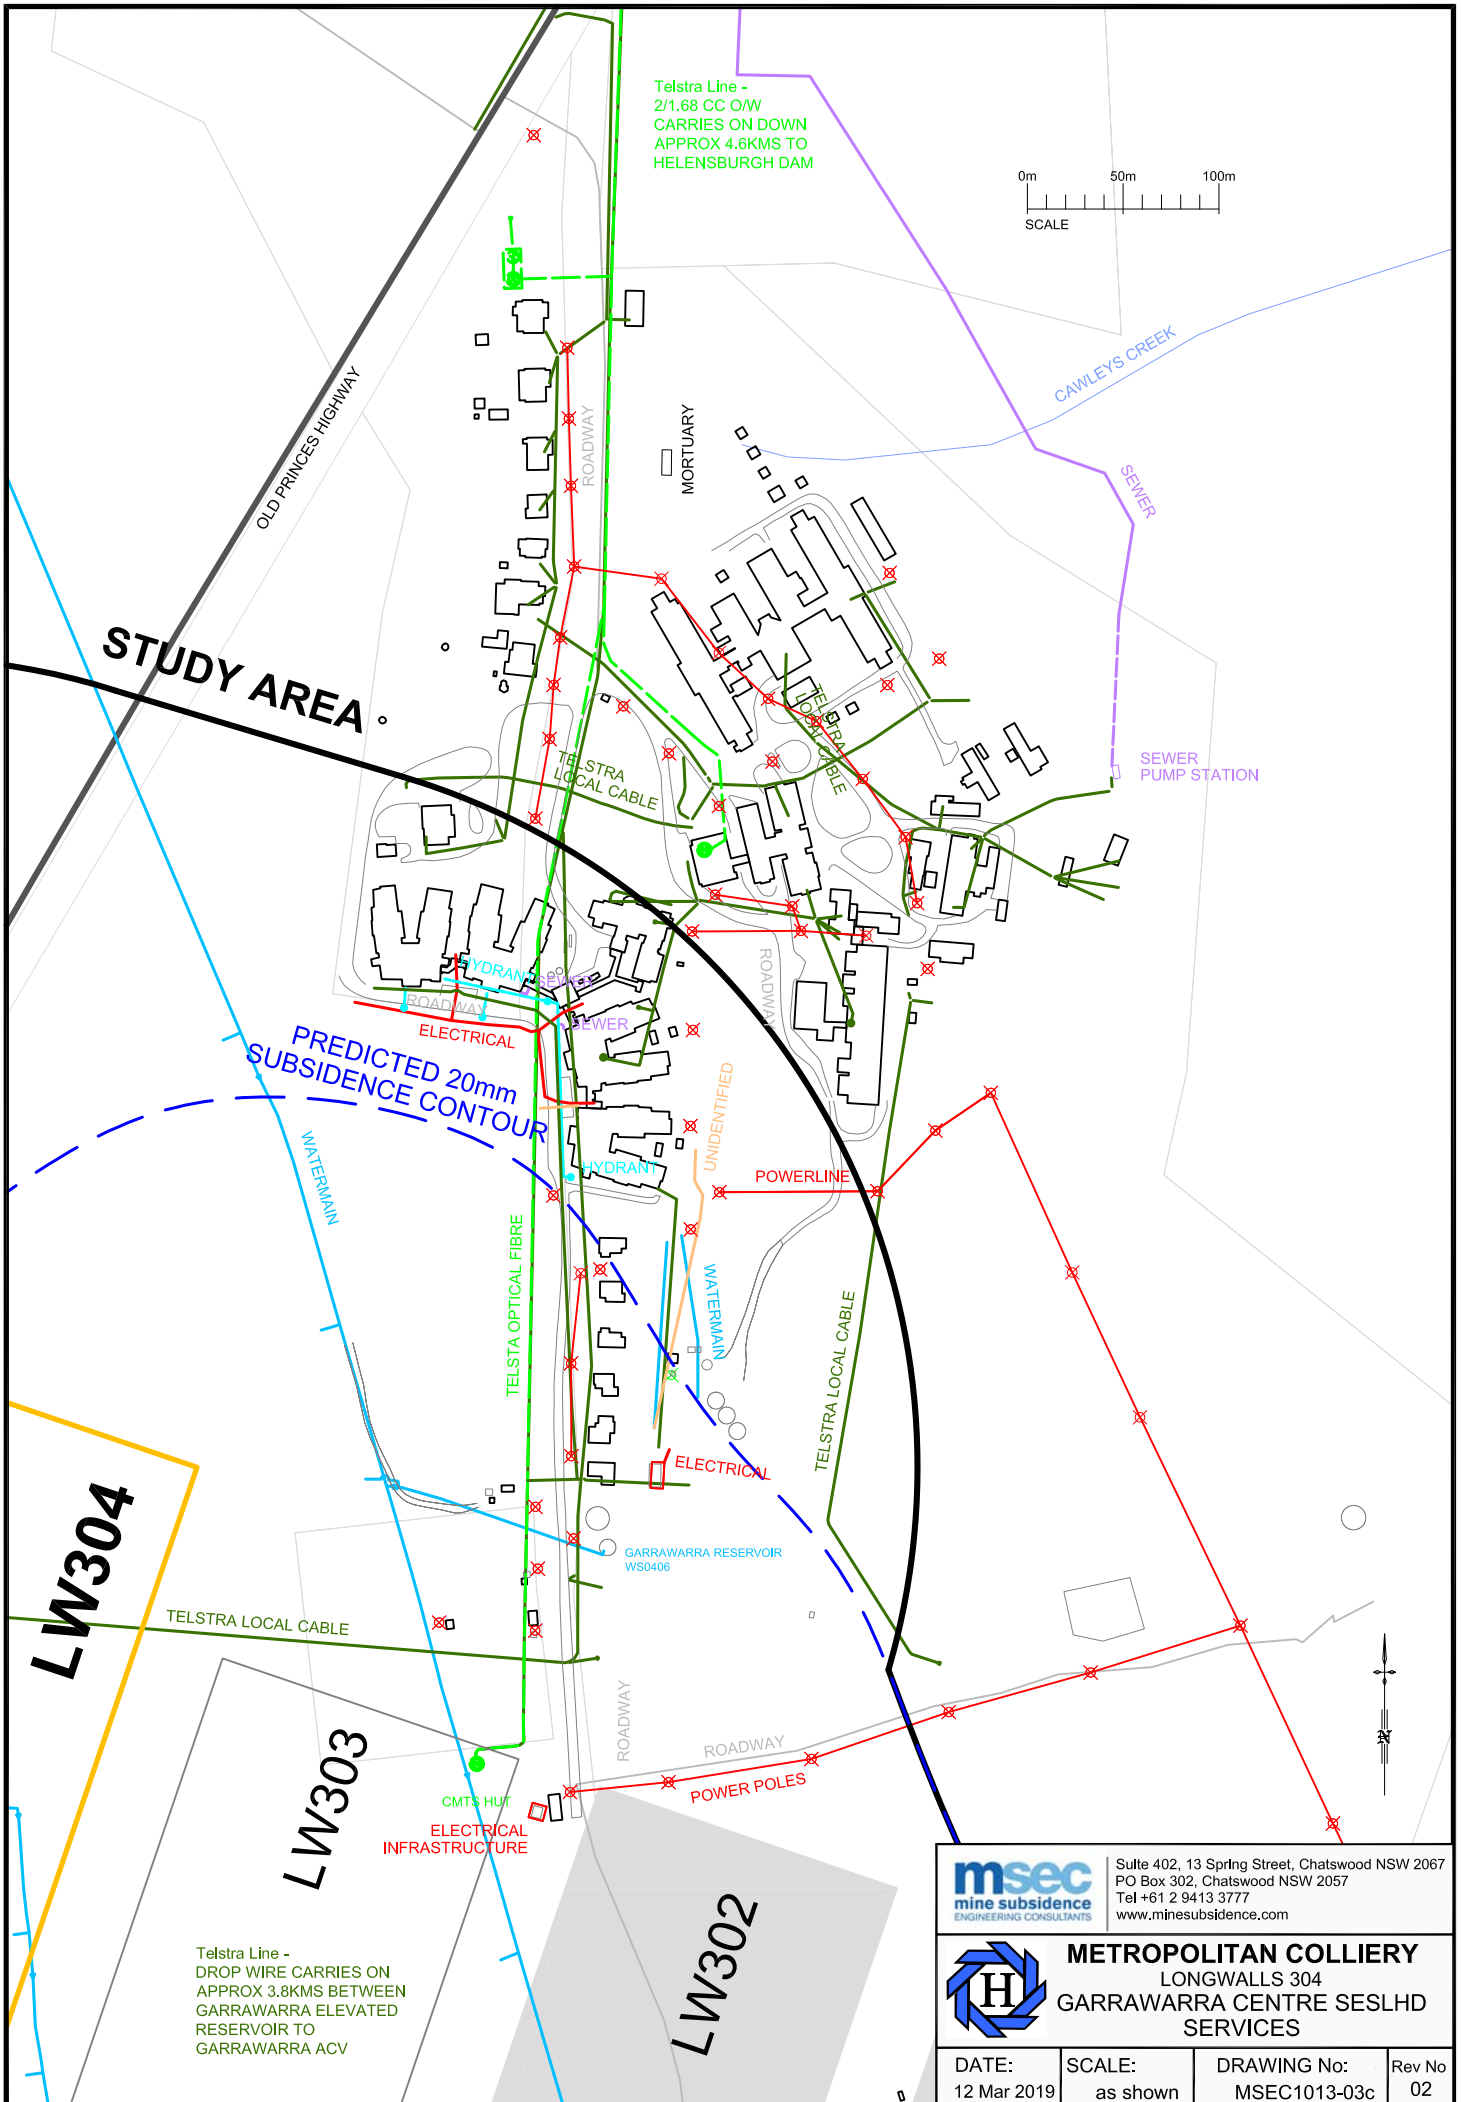 Telstra Line -
2/1.68 CC O/W
CARRIES ON DOWN
APPROX 4.6KMS TO
HELENSBURGH DAM
0m 50m 100m
SCALE
CAWLEYS CREEK
OLD PRINCES HIGHWAY
ROADWAY
MORTUARY
SEWER
STUDY AREA
TELSTRA
LOCAL CABLE
TELSTRA
LOCAL CABLE
SEWER
PUMP STATION
HYDRANT
SEWER
ROADWAY
ROADWAY
ELECTRICAL
SEWER
PREDICTED 20mm
SUBSIDENCE CONTOUR
UNIDENTIFIED
WATERMAIN
HYDRANT
POWERLINE
TELSTA OPTICAL FIBRE
WATERMAIN
TELSTRA LOCAL CABLE
ELECTRICAL
LW304
GARRAWARRA RESERVOIR
WS0406
TELSTRA LOCAL CABLE
ROADWAY
ROADWAY
N
LW303
POWER POLES
CMTS HUT
ELECTRICAL
INFRASTRUCTURE
LW302
Telstra Line -
DROP WIRE CARRIES ON
APPROX 3.8KMS BETWEEN
GARRAWARRA ELEVATED
RESERVOIR TO
GARRAWARRA ACV
msec
mine subsidence
ENGINEERING CONSULTANTS
Suite 402, 13 Spring Street, Chatswood NSW 2067
PO Box 302, Chatswood NSW 2057
Tel +61 2 9413 3777
www.minesubsidence.com
H
METROPOLITAN COLLIERY
LONGWALLS 304
GARRAWARRA CENTRE SESLHD
SERVICES
DATE:
12 Mar 2019
SCALE:
as shown
DRAWING No:
MSEC1013-03c
Rev No
02